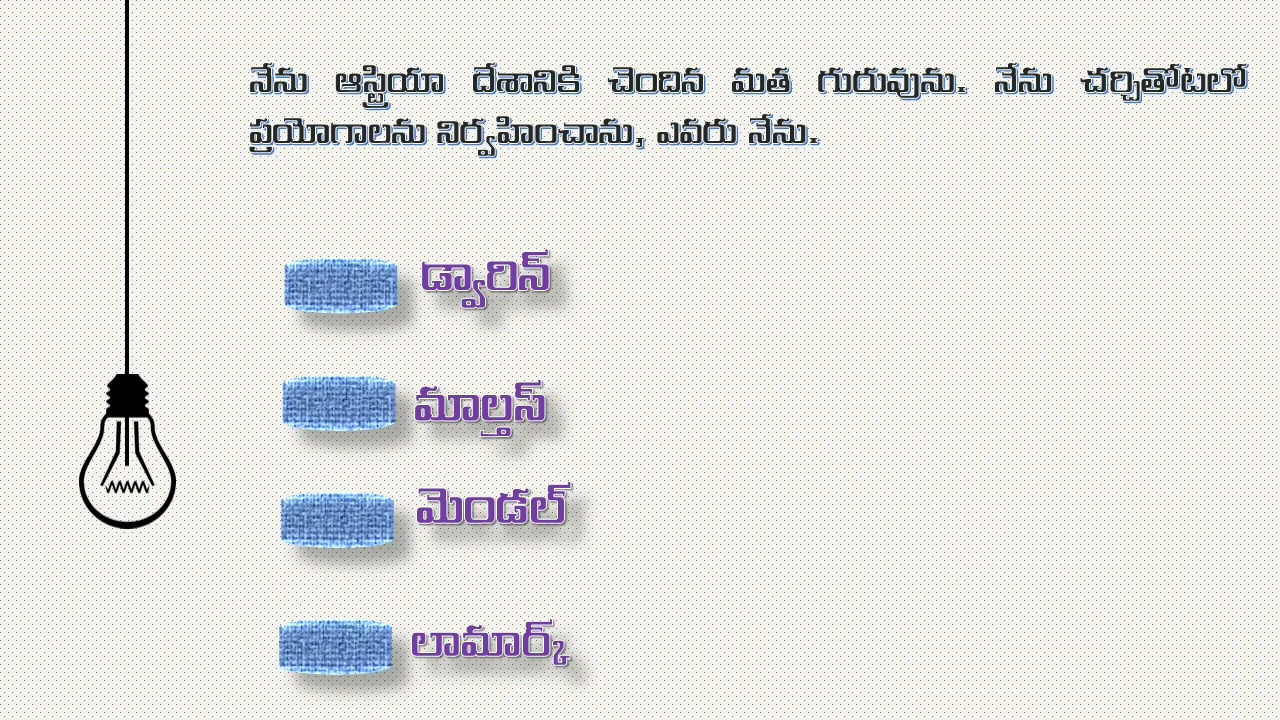 నేను ఆస్ట్రియా దేశానికి చెందిన మత గురువును. నేను చర్చితోటలో
ప్రయోగాలను నిర్వహించాను, ఎవరు నేను.
డ్వారిన్
మాల్తస్
మెండల్
లామార్క్